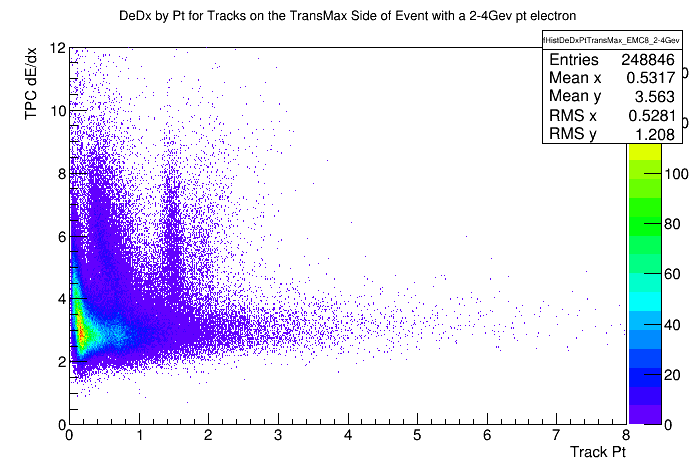 DeDx by Pt for Tracks on the TransMax Side of Event with a 2-4Gev pt electron
fHistDeDxPtTransMax_EMC8_2-4Gev
Entries 248846
Mean x 0.5317
Mean y 3.563
RMS x 0.5281
RMS y 1.208
TPC dE/dx
12
10
8
6
4
2
0
0 1 2 3 4 5 6 7 8
Track Pt
100
80
60
40
20
0